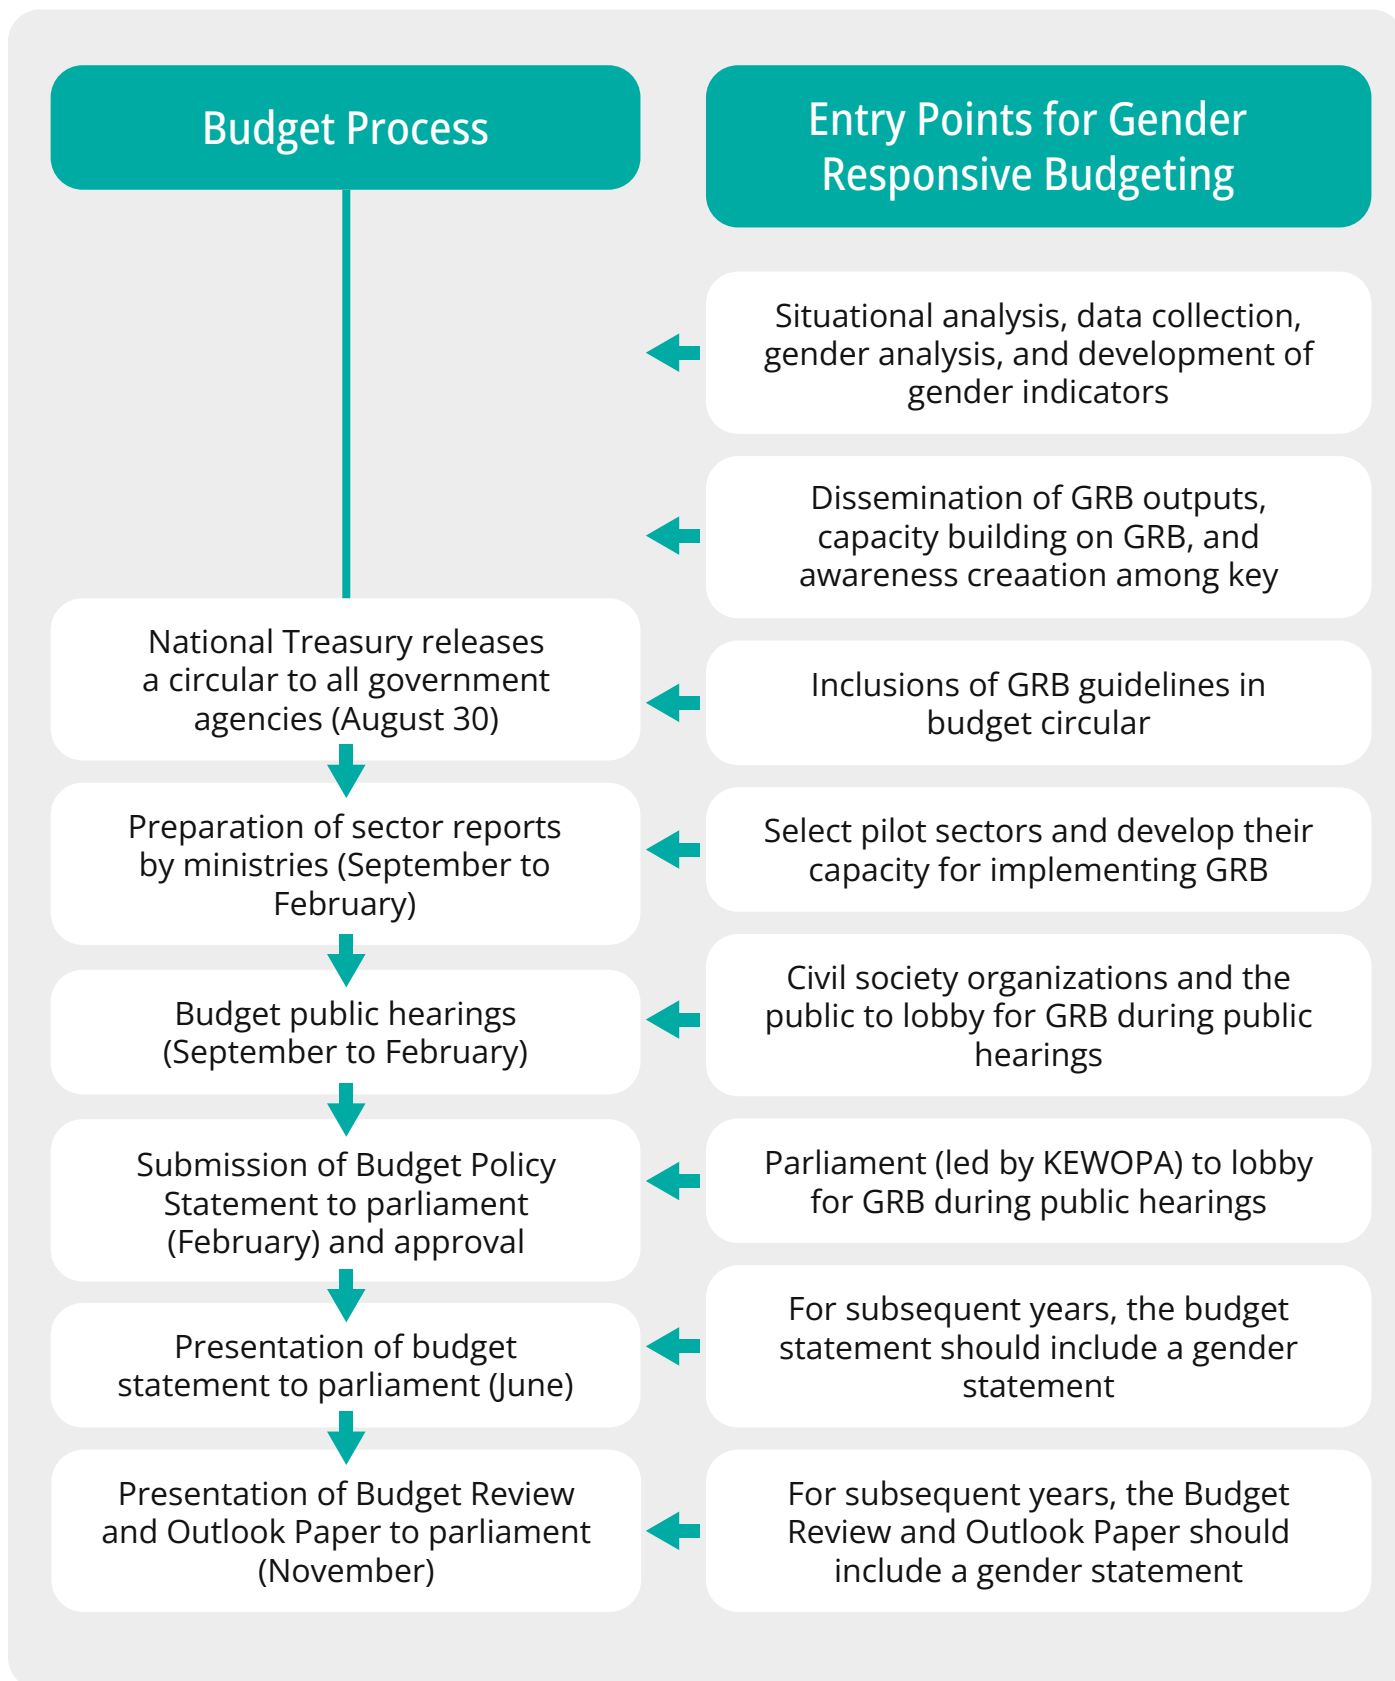 Budget Process
Entry Points for Gender
Responsive Budgeting
Situational analysis, data collection,
gender analysis, and development of
gender indicators
Dissemination of GRB outputs,
capacity building on GRB, and
awareness creaation among key
National Treasury releases
a circular to all government
agencies (August 30)
Inclusions of GRB guidelines in
budget circular
Preparation of sector reports
by ministries (September to
February)
Select pilot sectors and develop their
capacity for implementing GRB
Budget public hearings
(September to February)
Civil society organizations and the
public to lobby for GRB during public
hearings
Submission of Budget Policy
Statement to parliament
(February) and approval
Parliament (led by KEWOPA) to lobby
for GRB during public hearings
Presentation of budget
statement to parliament (June)
For subsequent years, the budget
statement should include a gender
statement
Presentation of Budget Review
and Outlook Paper to parliament
(November)
For subsequent years, the Budget
Review and Outlook Paper should
include a gender statement